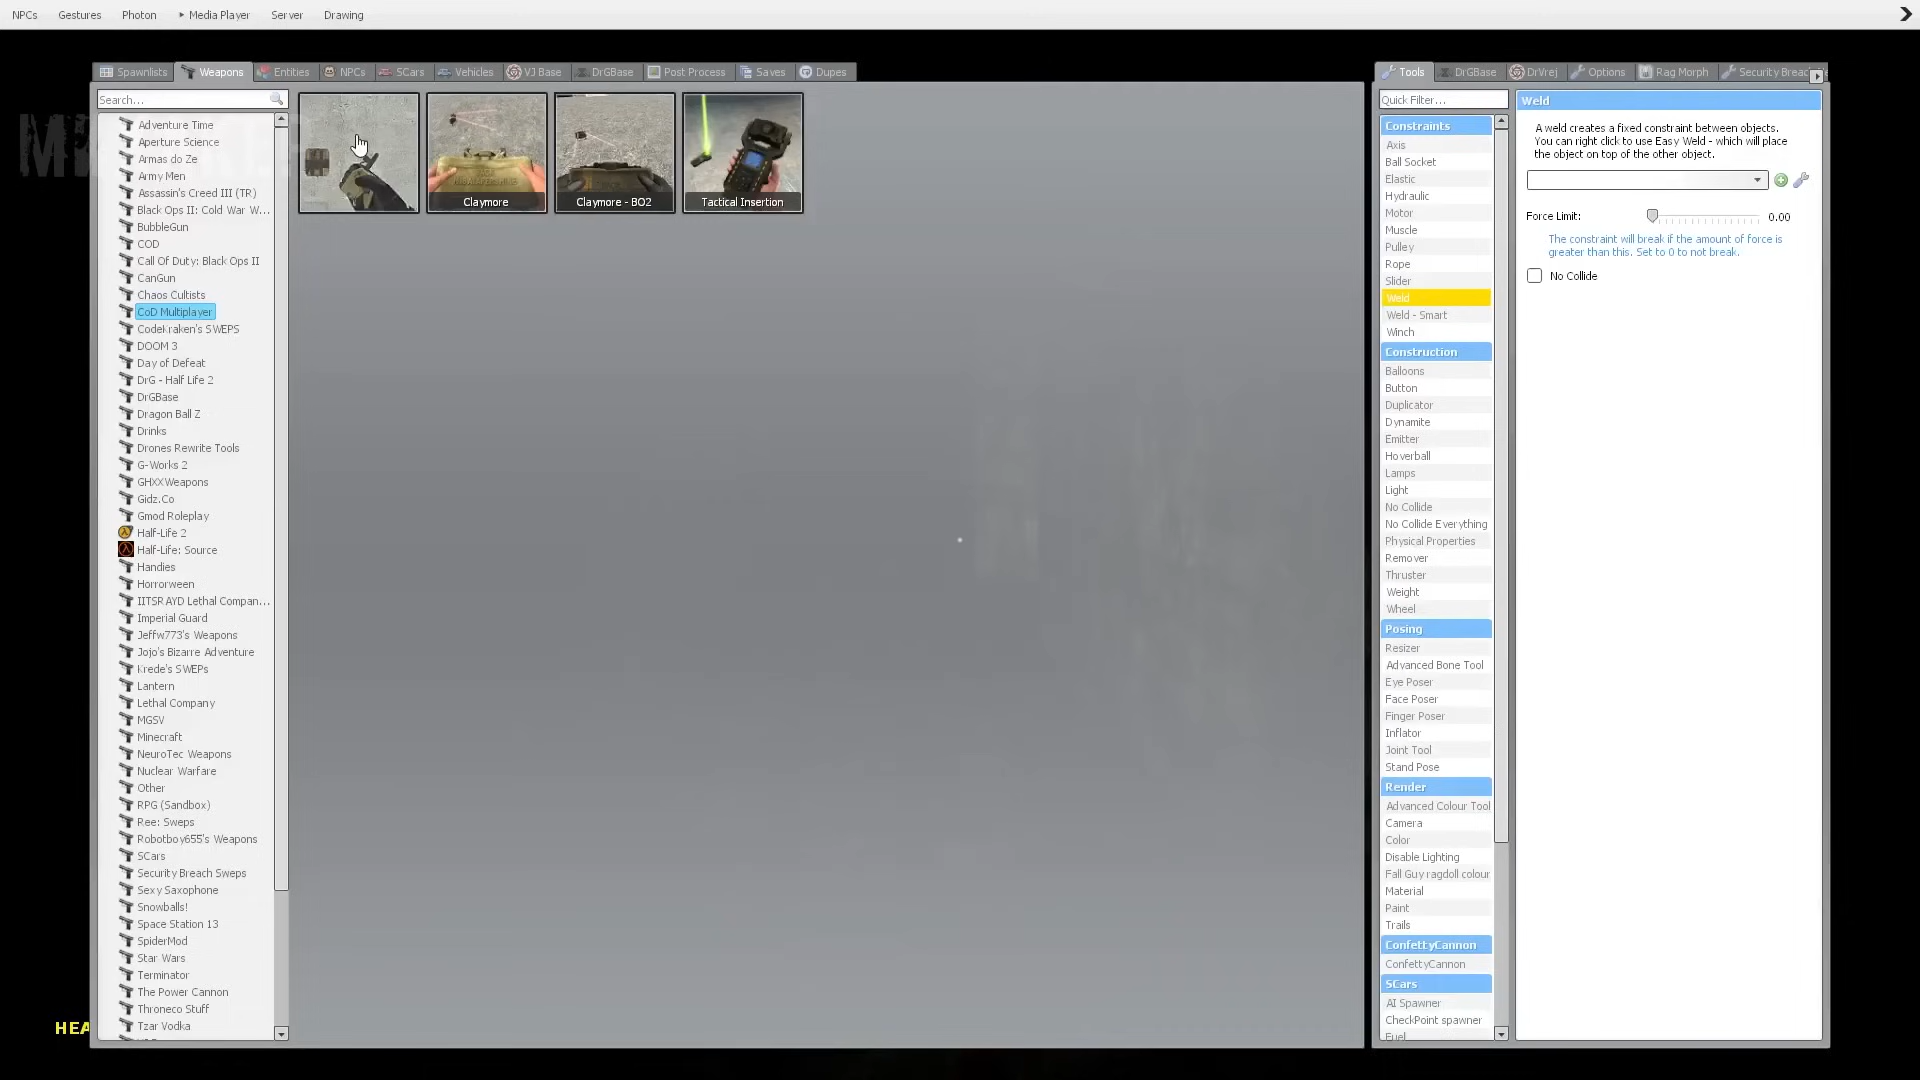 NPCs Gestures Photon Media Player Server Drawing
Spawnlists Weapons Entities NPCs SCars Vehicles VJ Base DrGBase Post Process Saves Dupes
Search...
Adventure Time
Aperture Science
Armas do Ze
Army Men
Assassin's Creed III (TR)
Black Ops II: Cold War W...
BubbleGun
COD
Call Of Duty: Black Ops II
CanGun
Chaos Cultists
CoD Multiplayer
CodeKraken's SWEPS
DOOM 3
Day of Defeat
DrG - Half Life 2
DrGBase
Dragon Ball Z
Drinks
Drones Rewrite Tools
G-Works 2
GHXXWeapons
Gidz.Co
Gmod Roleplay
Half-Life 2
Half-Life: Source
Handies
Horrorween
IITSRAYD Lethal Compan...
Imperial Guard
Jeffw773's Weapons
Jojo's Bizarre Adventure
Krede's SWEPs
Lantern
Lethal Company
MGSV
Minecraft
NeuroTec Weapons
Nuclear Warfare
Other
RPG (Sandbox)
Ree: Sweps
Robotboy655's Weapons
SCars
Security Breach Sweps
Sexy Saxophone
Snowballs!
Space Station 13
SpiderMod
Star Wars
Terminator
The Power Cannon
Throneco Stuff
Tzar Vodka
Claymore
Claymore - BO2
Tactical Insertion
HEA
Tools DrGBase DrVrej Options Rag Morph Security Breac
Quick Filter...
Constraints
Axis
Ball Socket
Elastic
Hydraulic
Motor
Muscle
Pulley
Rope
Slider
Weld
Weld - Smart
Winch
Construction
Balloons
Button
Duplicator
Dynamite
Emitter
Hoverball
Lamps
Light
No Collide
No Collide Everything
Physical Properties
Remover
Thruster
Weight
Wheel
Posing
Resizer
Advanced Bone Tool
Eye Poser
Face Poser
Finger Poser
Inflator
Joint Tool
Stand Pose
Render
Advanced Colour Tool
Camera
Color
Disable Lighting
Fall Guy ragdoll colour
Material
Paint
Trails
ConfettyCannon
ConfettyCannon
SCars
AI Spawner
CheckPoint spawner
Fuel
Weld
A weld creates a fixed constraint between objects.
You can right click to use Easy Weld - which will place
the object on top of the other object.
Force Limit: 0.00
The constraint will break if the amount of force is
greater than this. Set to 0 to not break.
No Collide